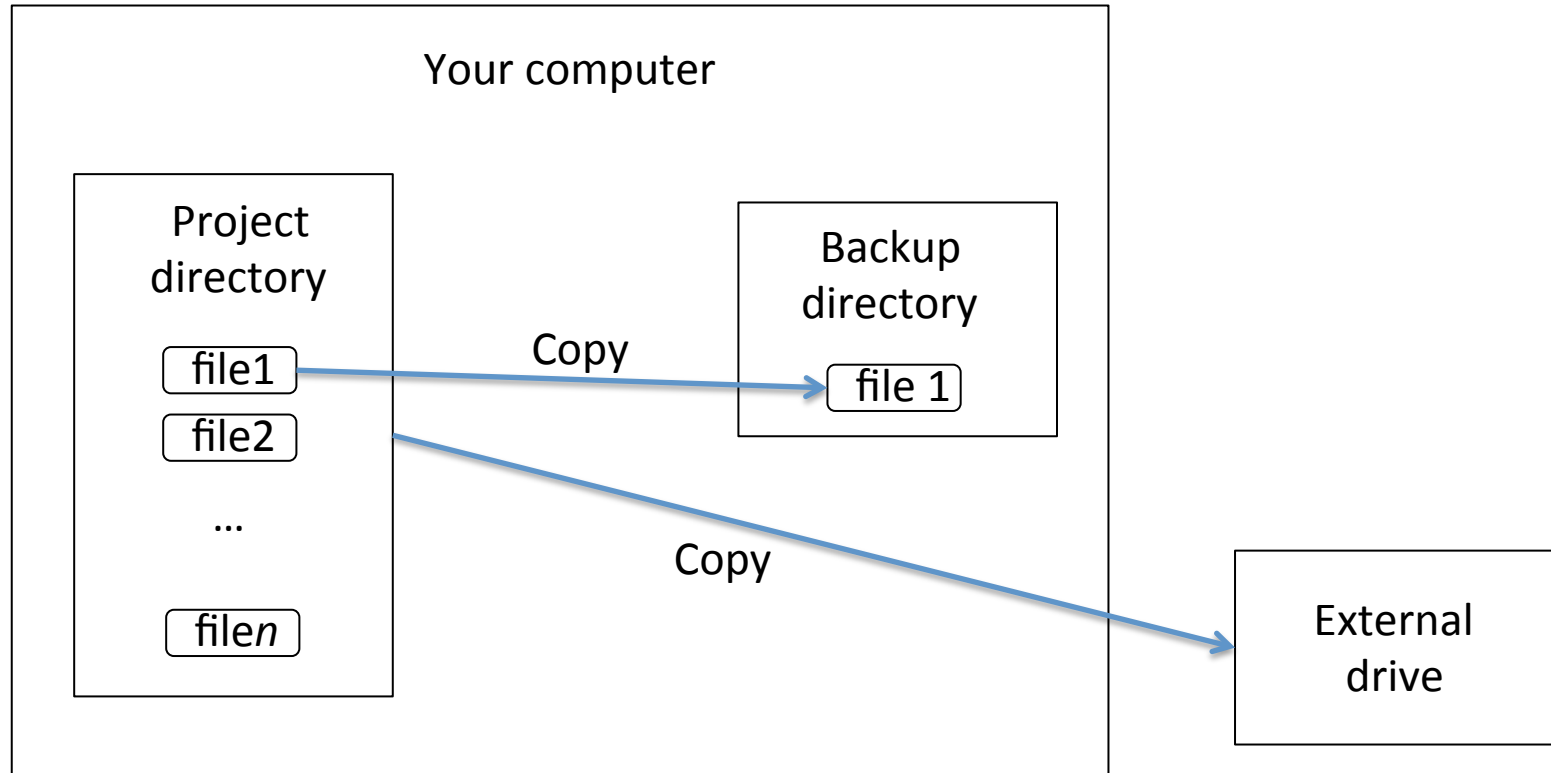 Your computer
Project
directory
file1
file2
...
filen
Copy
Copy
Backup
directory
file 1
External
drive